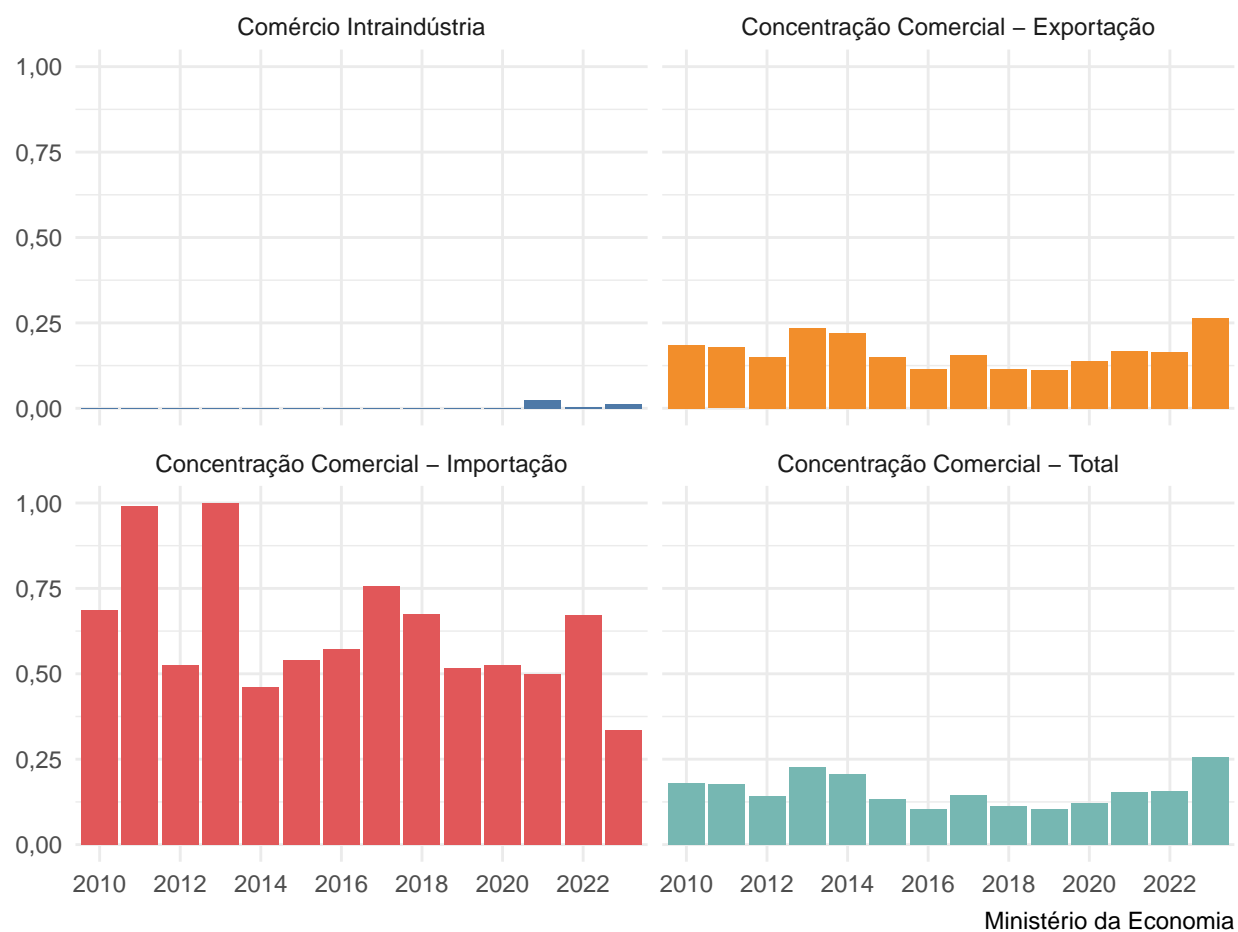 Comércio Intraindústria
Concentração Comercial – Exportação
1,00
0,75
0,50
0,25
0,00
Concentração Comercial – Importação
Concentração Comercial – Total
1,00
0,75
0,50
0,25
0,00
2010 2012 2014 2016 2018 2020 2022
2010 2012 2014 2016 2018 2020 2022
Ministério da Economia